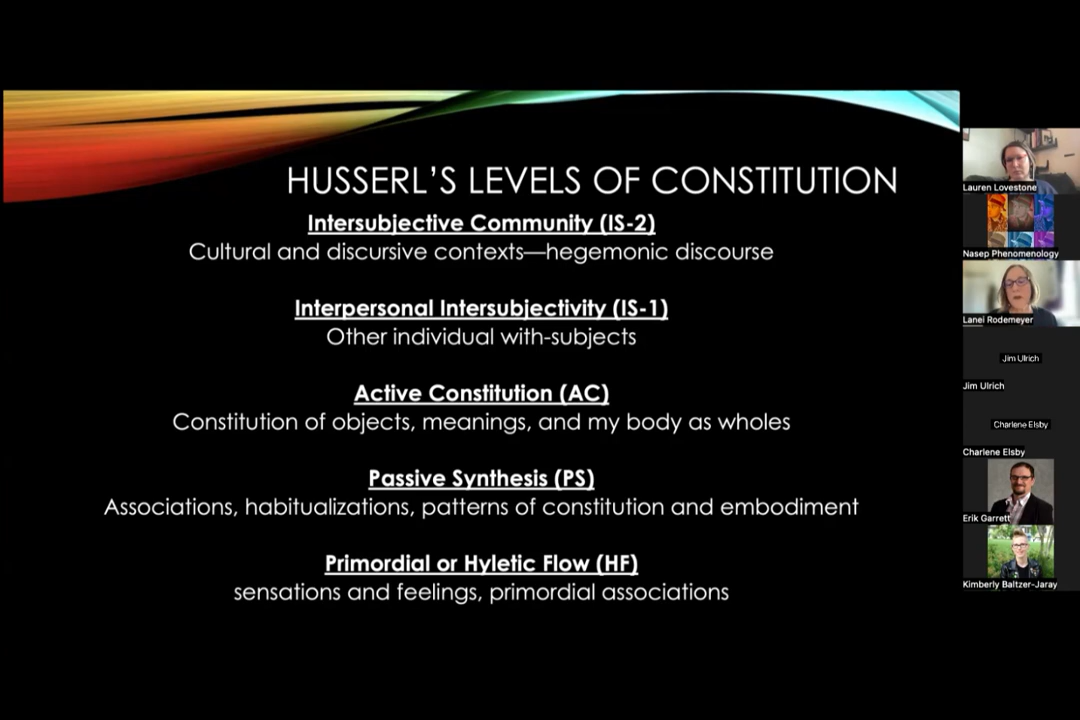 HUSSERL'S LEVELS OF CONSTITUTION
Intersubjective Community (IS-2)
Cultural and discursive contexts—hegemonic discourse
Interpersonal Intersubjectivity (IS-1)
Other individual with-subjects
Active Constitution (AC)
Constitution of objects, meanings, and my body as wholes
Passive Synthesis (PS)
Associations, habitualizations, patterns of constitution and embodiment
Primordial or Hyletic Flow (HF)
sensations and feelings, primordial associations
Lauren Lovestone
Nasep Phenomenology
Lanei Rodemeyer
Jim Ulrich
Jim Ulrich
Charlene Elsby
Charlene Elsby
Erik Garrett
Kimberly Baltzer-Jaray